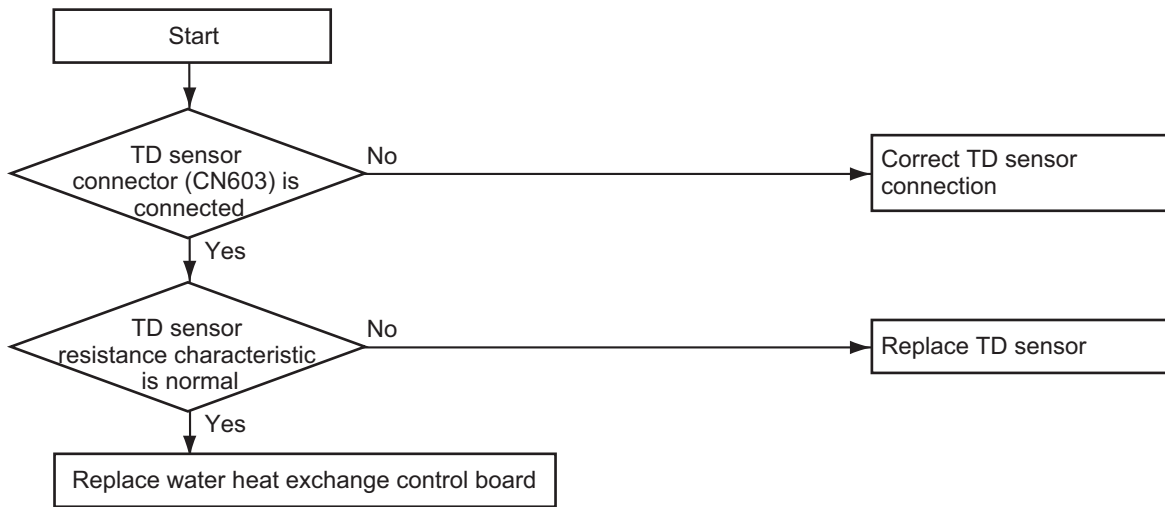 Start
TD sensor
connector (CN603) is
connected
No
Correct TD sensor
connection
Yes
TD sensor
resistance characteristic
is normal
No
Replace TD sensor
Yes
Replace water heat exchange control board